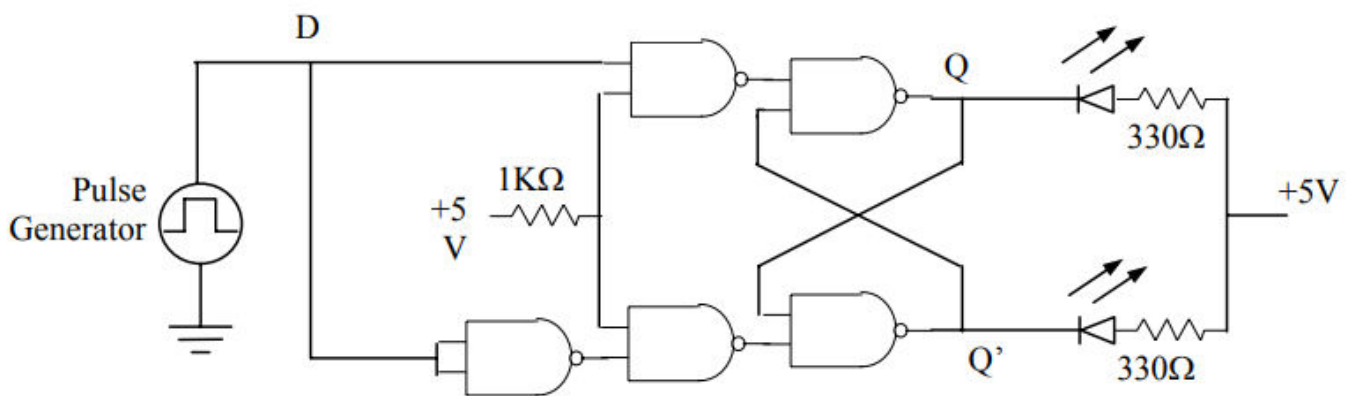 D
Q
330Ω
Pulse
Generator
1KΩ
+5
V
+5V
Q’
330Ω